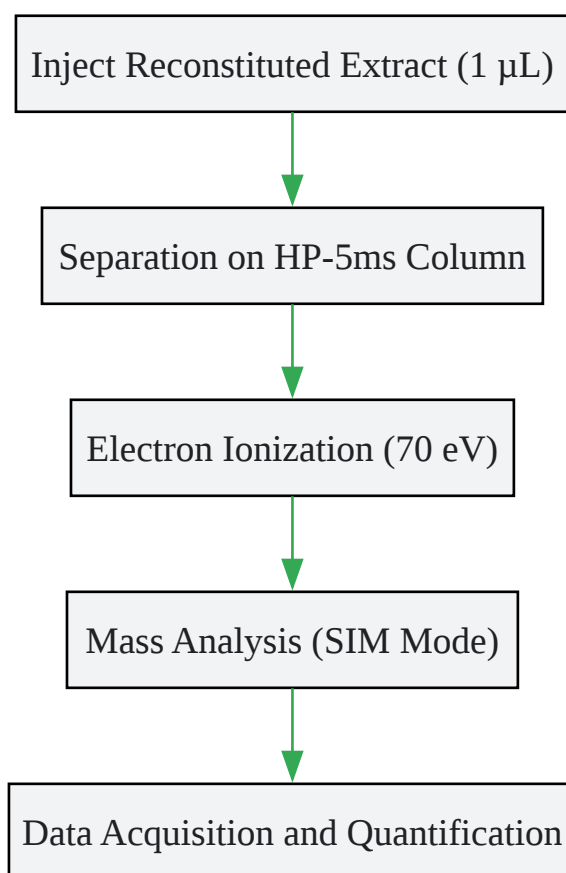 Inject Reconstituted Extract (1 µL)
Separation on HP-5ms Column
Electron Ionization (70 eV)
Mass Analysis (SIM Mode)
Data Acquisition and Quantification